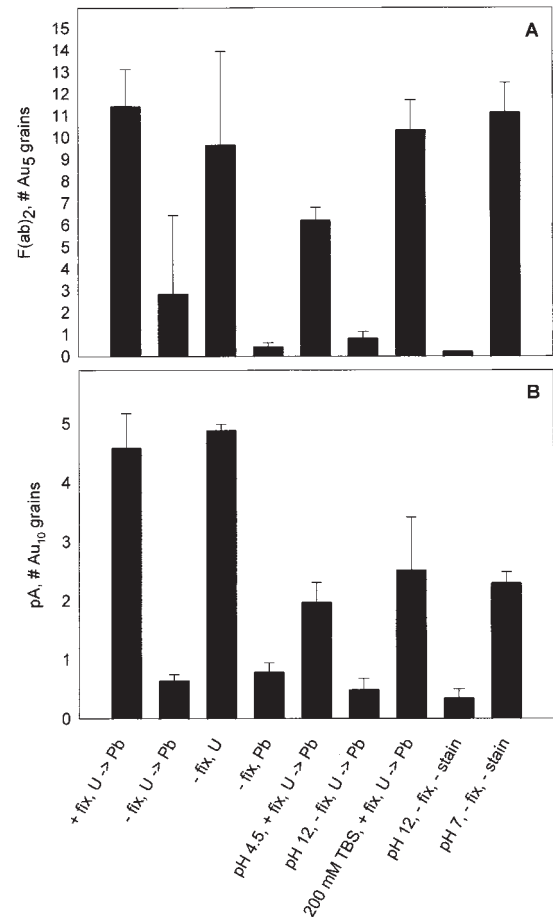 A
15
14
13
12
11
10
9
8
7
6
5
4
3
2
1
0
F(ab)2, # Au5 grains
B
5
4
3
2
1
0
pA, # Au10 grains
+ fix, U -> Pb
- fix, U -> Pb
- fix, U
- fix, Pb
pH 4.5, + fix, U -> Pb
pH 12, - fix, U -> Pb
200 mM TBS, + fix, U -> Pb
pH 12, - fix, - stain
pH 7, - fix, - stain